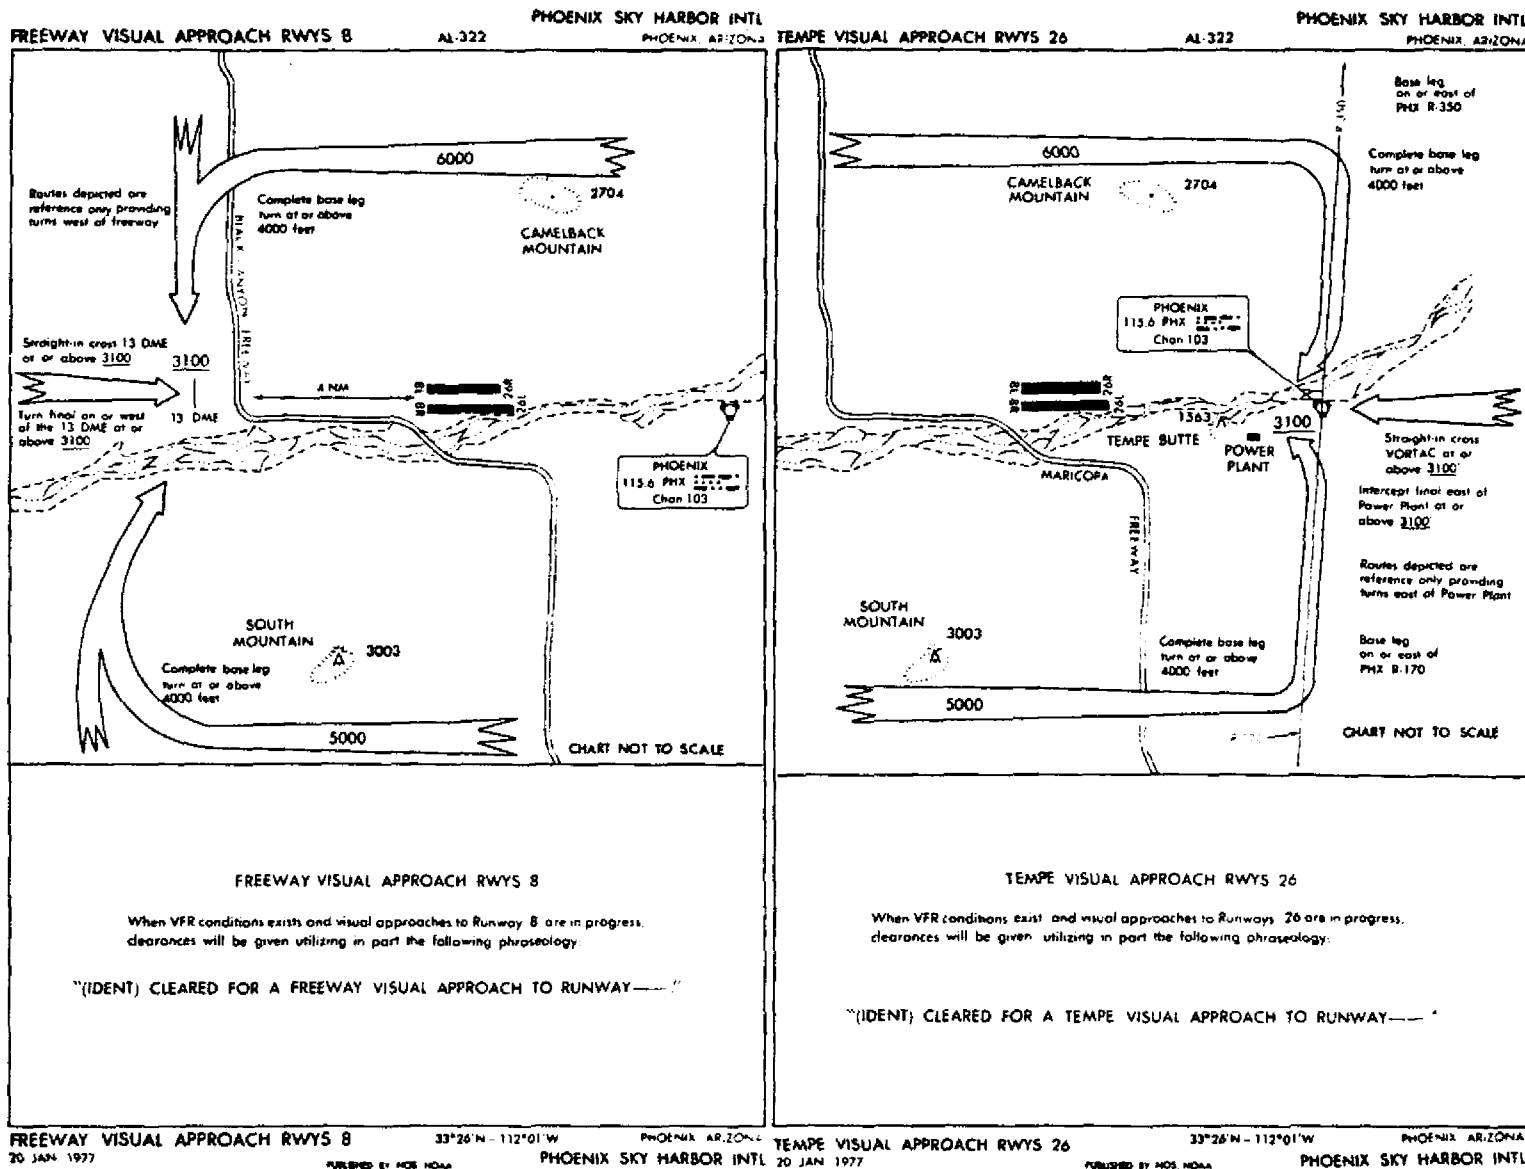 PHOENIX SKY HARBOR INTL
FREEWAY VISUAL APPROACH RWYS 8
AL-322
PHOENIX, ARIZONA
6000
Routes depicted are
reference only providing
turns west of freeway
Complete base leg
turn at or above
4000 feet
2704
CAMELBACK
MOUNTAIN
Straight-in cross 13 DME
at or above 3100
3100
13 DME
Turn final on or west
of the 13 DME at or
above 3100
4 NM
26R
26L
8R
PHOENIX
115.6 PHX
Chan 103
SOUTH
MOUNTAIN
3003
Complete base leg
turn at or above
4000 feet
5000
CHART NOT TO SCALE
FREEWAY VISUAL APPROACH RWYS 8
When VFR conditions exists and visual approaches to Runway 8 are in progress,
clearances will be given utilizing in part the following phraseology:
"(IDENT) CLEARED FOR A FREEWAY VISUAL APPROACH TO RUNWAY——"
FREEWAY VISUAL APPROACH RWYS 8
33°26'N – 112°01'W
PHOENIX ARIZONA
20 JAN 1977
PUBLISHED BY NOS, NOAA
PHOENIX SKY HARBOR INTL
PHOENIX SKY HARBOR INTL
TEMPE VISUAL APPROACH RWYS 26
AL-322
PHOENIX, ARIZONA
Base leg
on or east of
PHX R-350
6000
Complete base leg
turn at or above
4000 feet
CAMELBACK
MOUNTAIN
2704
PHOENIX
115.6 PHX
Chan 103
26R
8R
26L
1563
TEMPE BUTTE
3100
POWER
PLANT
MARICOPA
FREEWAY
Straight-in cross
VORTAC at or
above 3100
Intercept final east of
Power Plant at or
above 3100
Routes depicted are
reference only providing
turns east of Power Plant
SOUTH
MOUNTAIN
3003
Complete base leg
turn at or above
4000 feet
Base leg
on or east of
PHX R-170
5000
CHART NOT TO SCALE
TEMPE VISUAL APPROACH RWYS 26
When VFR conditions exist and visual approaches to Runways 26 are in progress,
clearances will be given utilizing in part the following phraseology:
"(IDENT) CLEARED FOR A TEMPE VISUAL APPROACH TO RUNWAY——"
TEMPE VISUAL APPROACH RWYS 26
33°26'N – 112°01'W
PHOENIX ARIZONA
20 JAN 1977
PUBLISHED BY NOS, NOAA
PHOENIX SKY HARBOR INTL